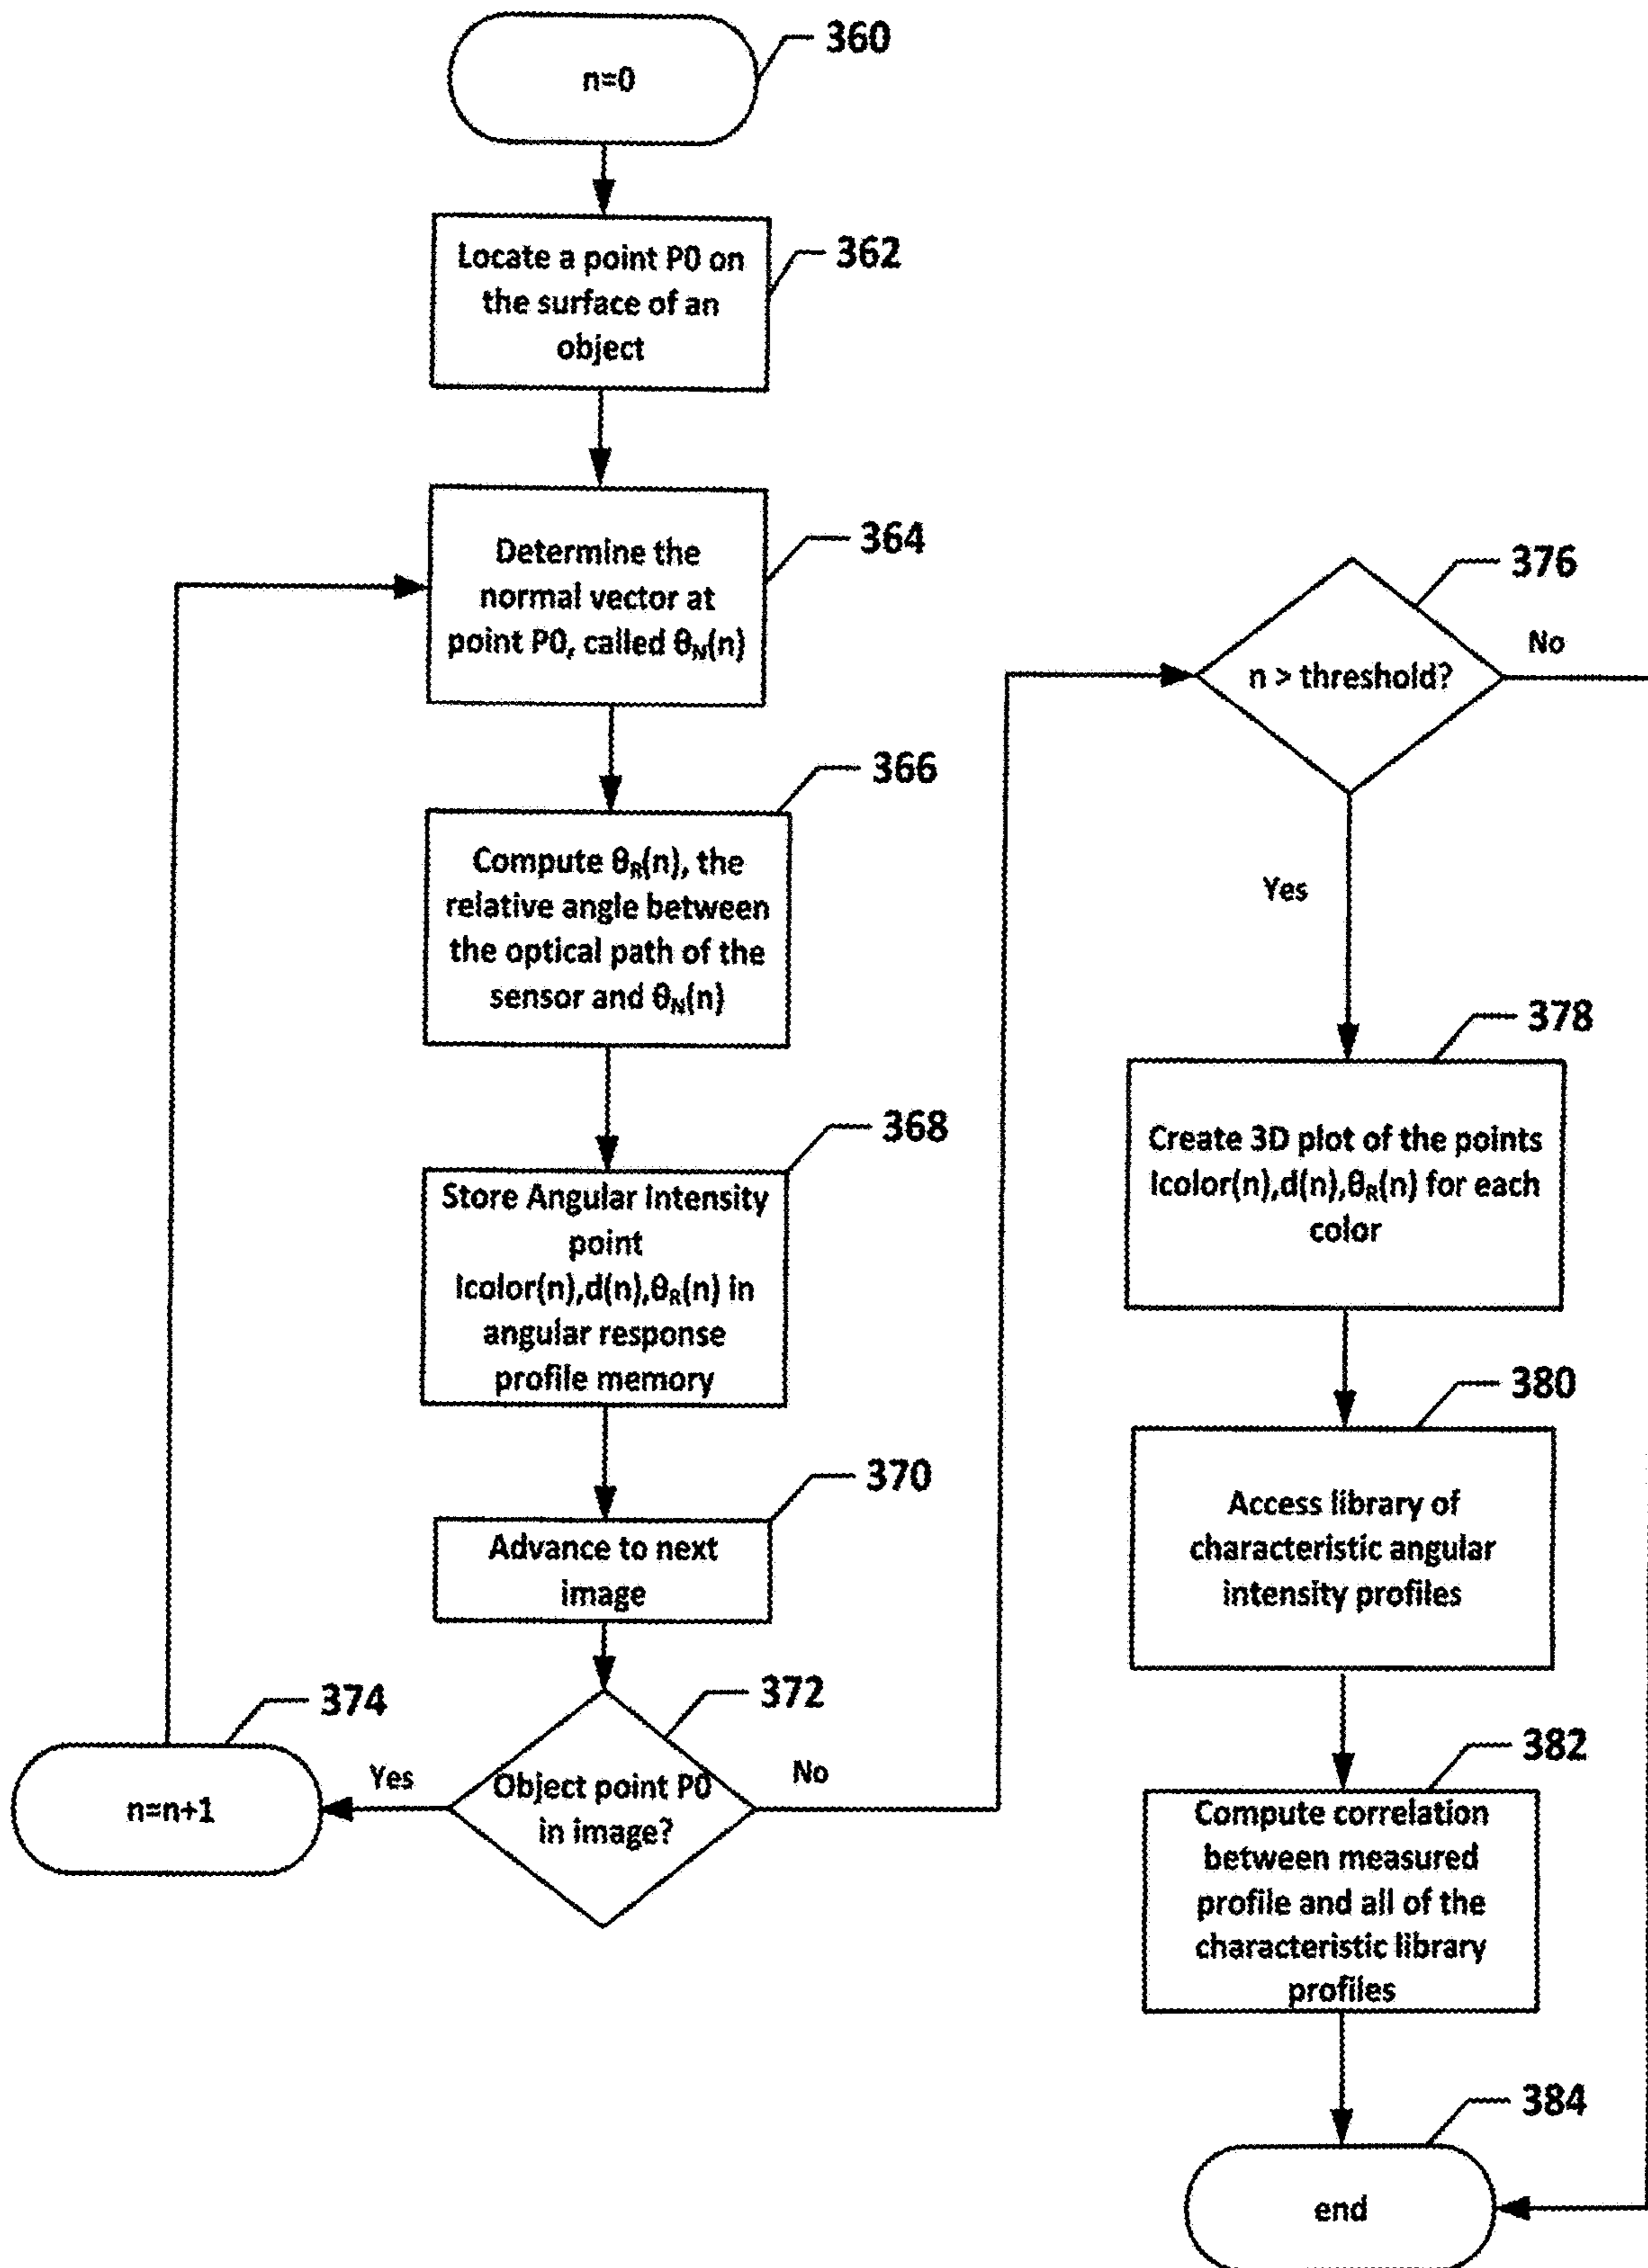 n=0
360
Locate a point P0 on
the surface of an
object
362
Determine the
normal vector at
point P0, called θN(n)
364
Compute θR(n), the
relative angle between
the optical path of the
sensor and θN(n)
366
Store Angular Intensity
point
Icolor(n),d(n),θR(n) in
angular response
profile memory
368
Advance to next
image
370
Object point P0
in image?
372
Yes
No
n=n+1
374
n > threshold?
376
No
Yes
Create 3D plot of the points
Icolor(n),d(n),θR(n) for each
color
378
Access library of
characteristic angular
intensity profiles
380
Compute correlation
between measured
profile and all of the
characteristic library
profiles
382
end
384